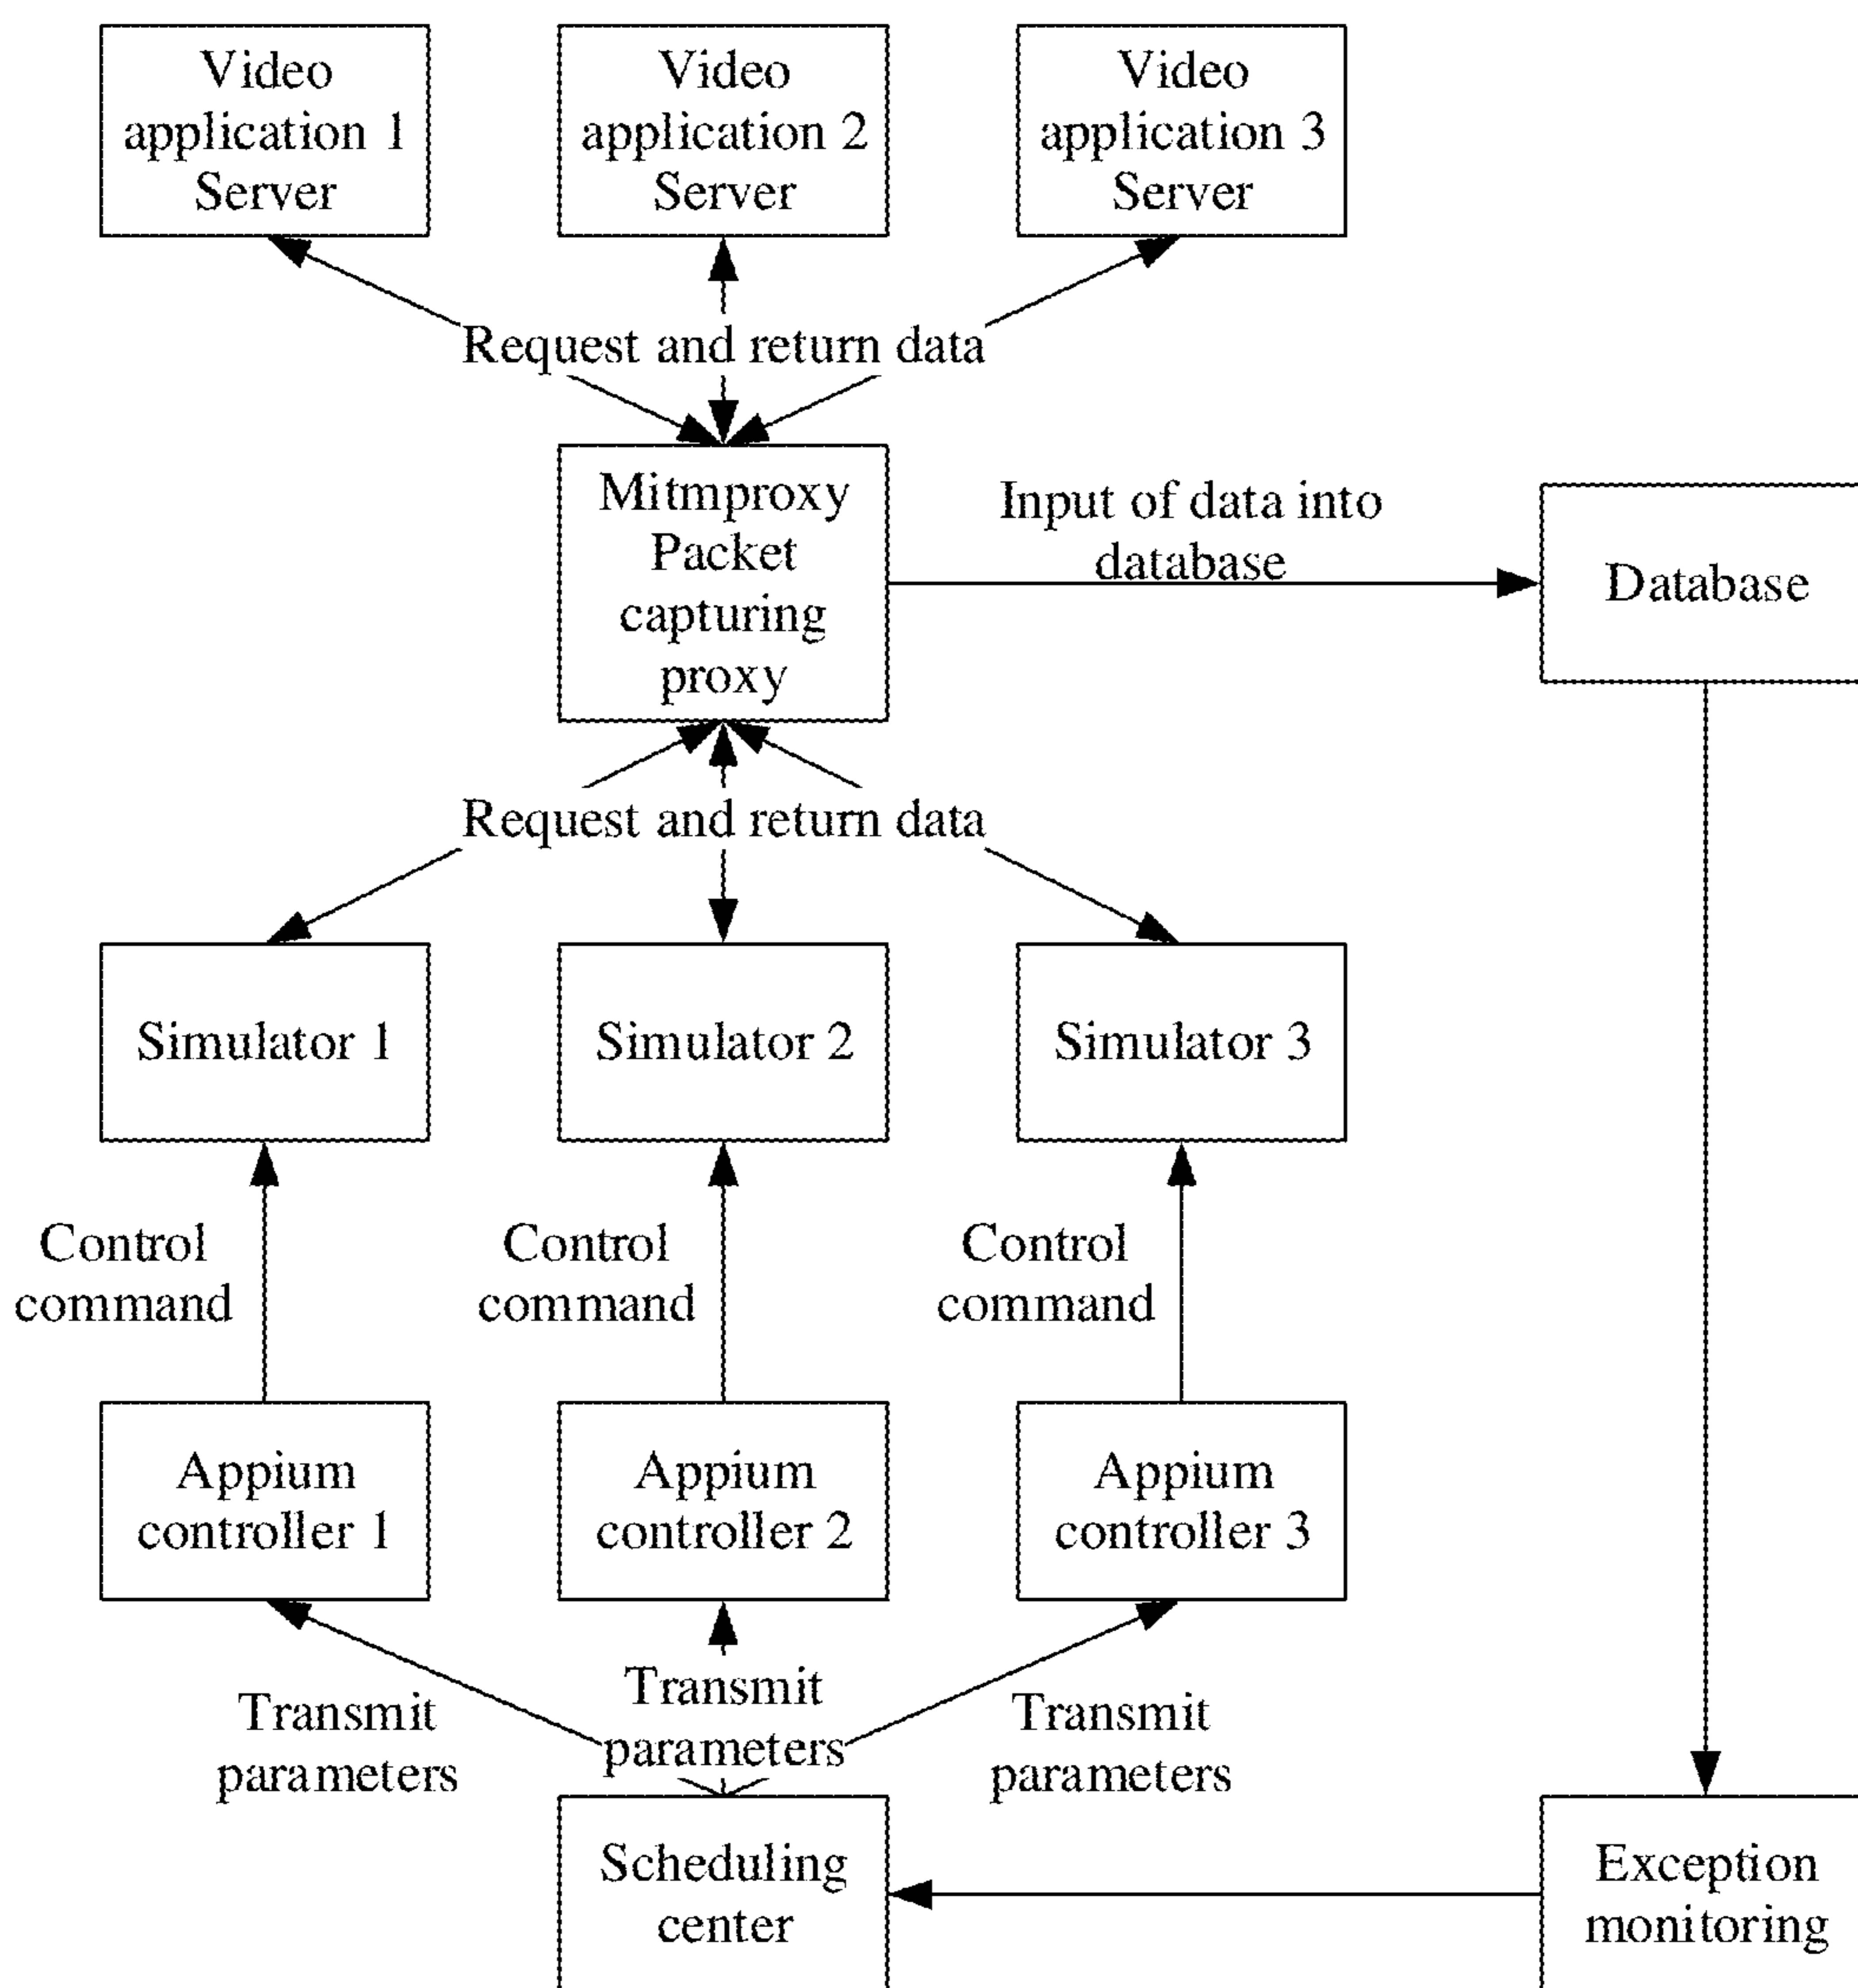 Video
application 1
Server
Video
application 2
Server
Video
application 3
Server
Request and return data
Mitmproxy
Packet
capturing
proxy
Input of data into
database
Database
Request and return data
Simulator 1
Simulator 2
Simulator 3
Control
command
Control
command
Control
command
Appium
controller 1
Appium
controller 2
Appium
controller 3
Transmit
parameters
Transmit
parameters
Transmit
parameters
Scheduling
center
Exception
monitoring